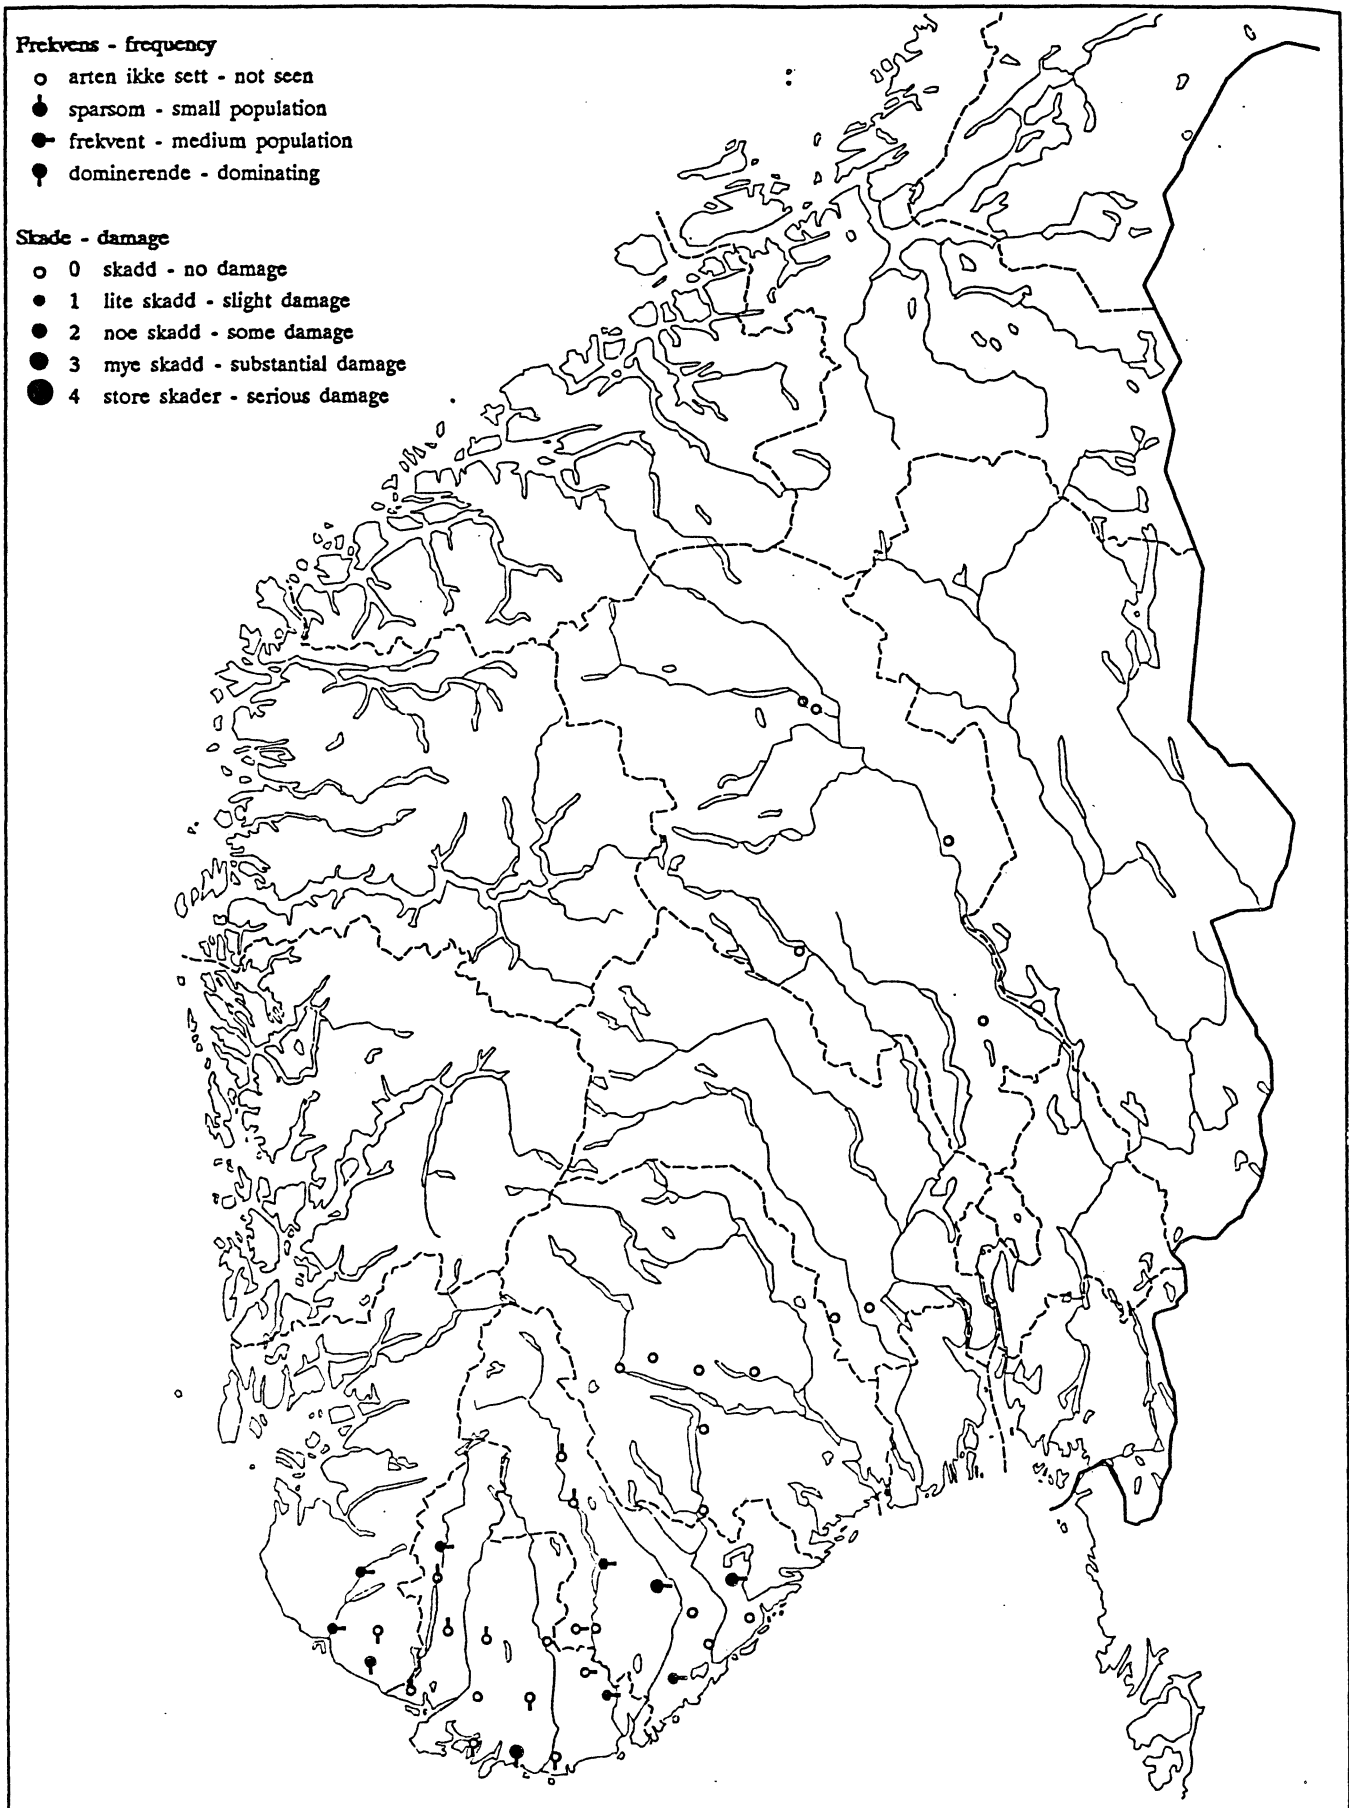 Frekvens - frequency
arten ikke sett - not seen
sparsom - small population
frekvent - medium population
dominerende - dominating
Skade - damage
0 skadd - no damage
1 lite skadd - slight damage
2 noe skadd - some damage
3 mye skadd - substantial damage
4 store skader - serious damage